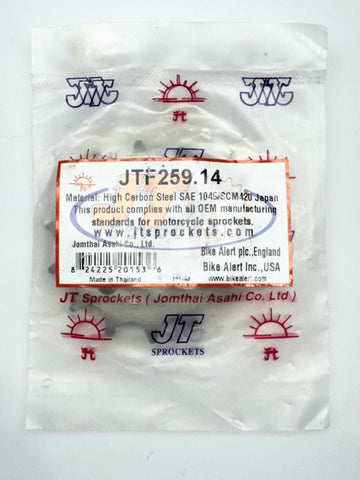 JTF259.14
Material: High Carbon Steel SAE 1045/SCM420 Japan
This product complies with all OEM manufacturing
standards for motorcycle sprockets.
www.jtsprockets.com
Jomthai Asahi Co., Ltd.
Bike Alert plc.,England
Bike Alert Inc.,USA
8 24225 20153 6
Made in Thailand
www.bikealert.com
JT Sprockets ( Jomthai Asahi Co., Ltd )
Jt
JT
Jt
SPROCKETS